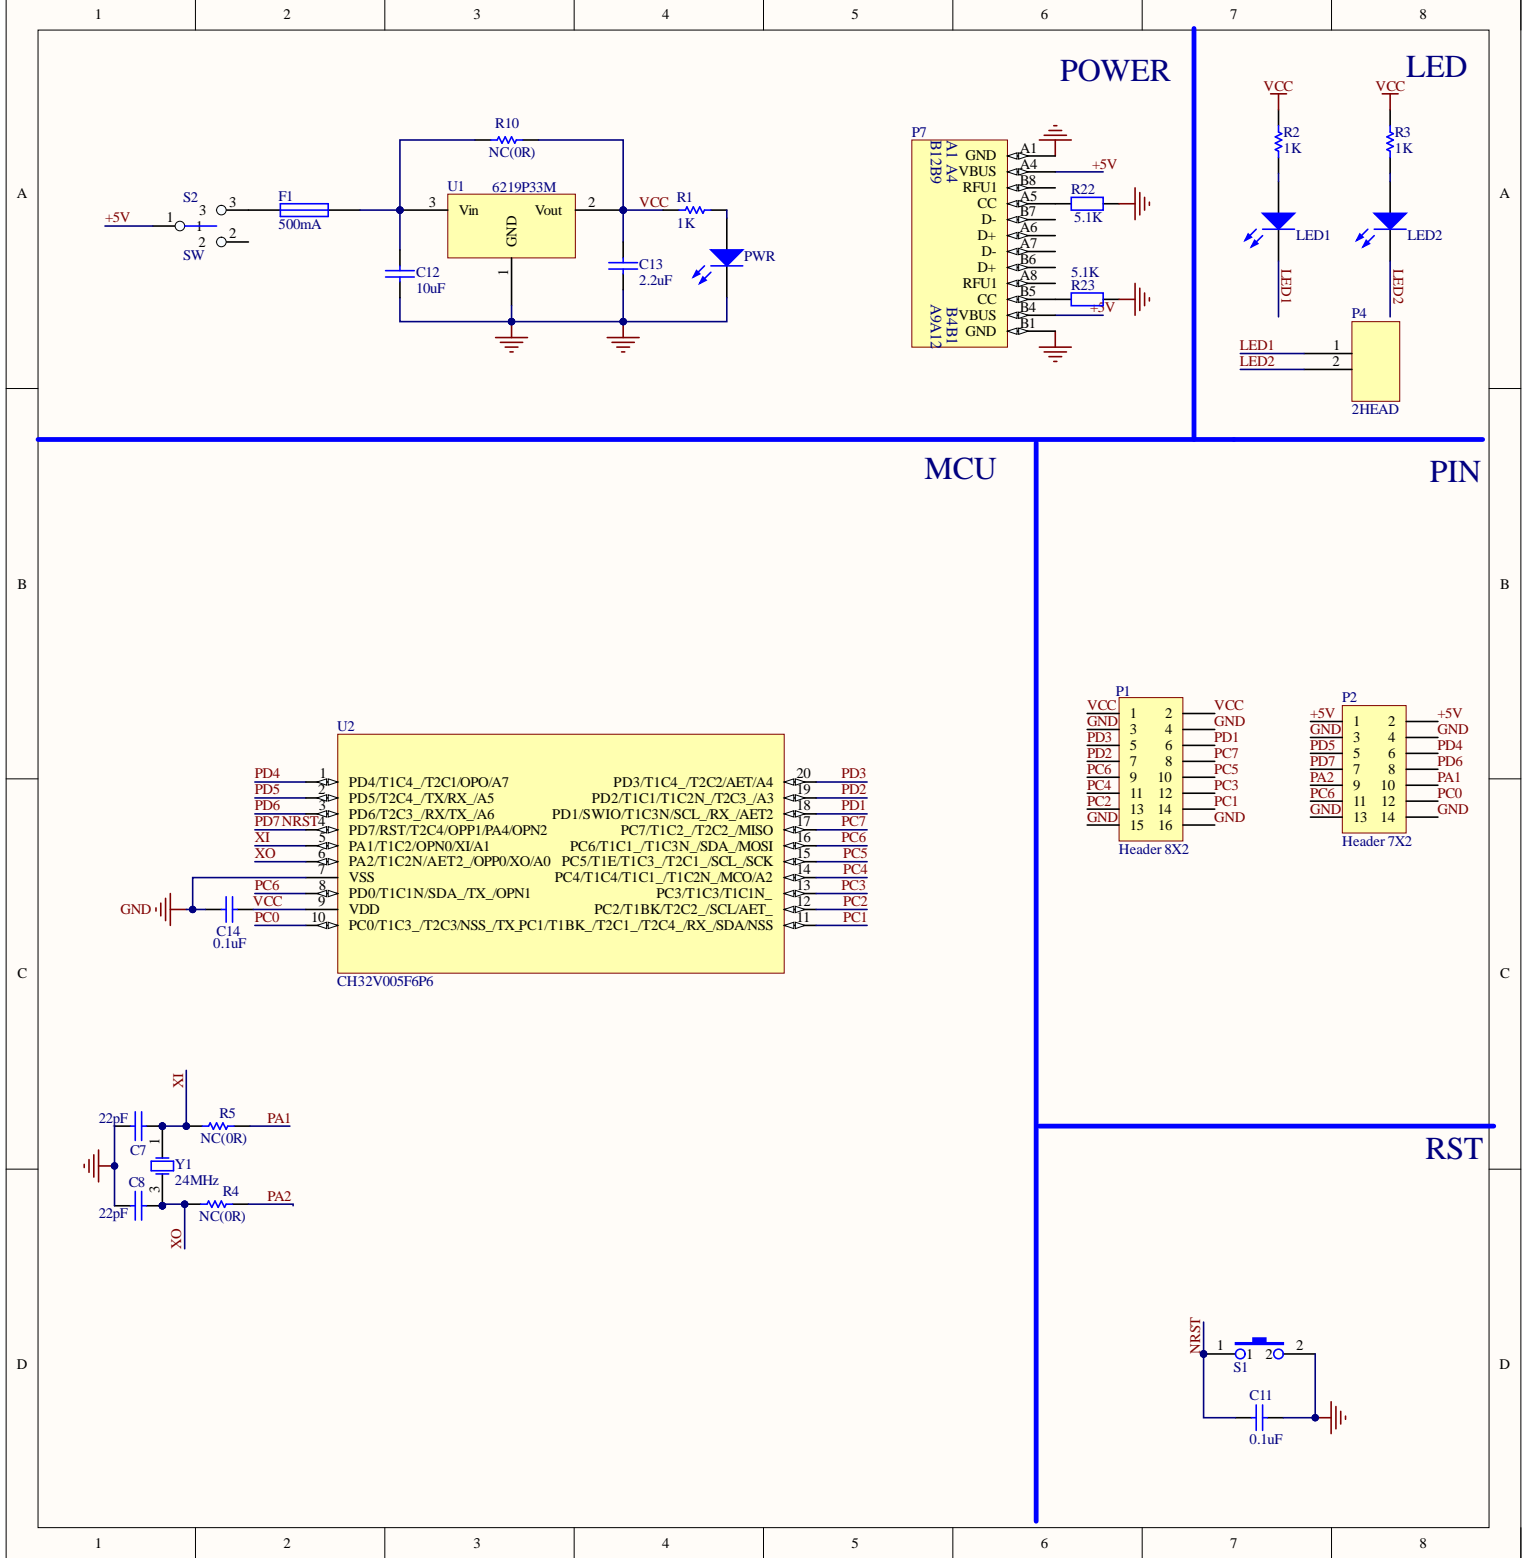 1 2 3 4 5 6 7 8
A
A
POWER
LED
+5V
S2
1
3 3
1
2 2
SW
F1
500mA
R10
NC(0R)
U1
6219P33M
3
Vin
Vout
2
GND
1
C12
10uF
VCC
R1
1K
C13
2.2uF
PWR
P7
A1 A4
B12B9
B4B1
A9A12
GND A1
VBUS A4 +5V
RFU1 B8
CC A5
D- B7
D+ A6
D- A7
D+ B6
RFU1 A8
CC B5
VBUS B4 +5V
GND B1
R22
5.1K
5.1K
R23
VCC
R2
1K
LED1
LED1
VCC
R3
1K
LED2
LED2
P4
LED1 1
LED2 2
2HEAD
B
B
MCU
PIN
U2
PD4 1 PD4/T1C4_/T2C1/OPO/A7
PD5 2 PD5/T2C4_/TX/RX_/A5
PD6 3 PD6/T2C3_/RX/TX_/A6
PD7 NRST 4 PD7/RST/T2C4/OPP1/PA4/OPN2
XI 5 PA1/T1C2/OPN0/XI/A1
XO 6 PA2/T1C2N/AET2_/OPP0/XO/A0
7 VSS
PC6 8 PD0/T1C1N/SDA_/TX_/OPN1
VCC 9 VDD
PC0 10 PC0/T1C3_/T2C3/NSS_/TX_
PD3/T1C4_/T2C2/AET/A4 20 PD3
PD2/T1C1/T1C2N_/T2C3_/A3 19 PD2
PD1/SWIO/T1C3N/SCL_/RX_/AET2 18 PD1
PC7/T1C2_/T2C2_/MISO 17 PC7
PC6/T1C1_/T1C3N_/SDA_/MOSI 16 PC6
PC5/T1E/T1C3_/T2C1_/SCL_/SCK 15 PC5
PC4/T1C4/T1C1_/T1C2N_/MCO/A2 14 PC4
PC3/T1C3/T1C1N_ 13 PC3
PC2/T1BK/T2C2_/SCL/AET_ 12 PC2
PC1/T1BK_/T2C1_/T2C4_/RX_/SDA/NSS 11 PC1
GND
C14
0.1uF
CH32V005F6P6
P1
VCC 1 2 VCC
GND 3 4 GND
PD3 5 6 PD1
PD2 7 8 PC7
PC6 9 10 PC5
PC4 11 12 PC3
PC2 13 14 PC1
GND 15 16 GND
Header 8X2
P2
+5V 1 2 +5V
GND 3 4 GND
PD5 5 6 PD4
PD7 7 8 PD6
PA2 9 10 PA1
PC6 11 12 PC0
GND 13 14 GND
Header 7X2
C
C
XI
22pF
C7
R5
NC(0R)
PA1
1
Y1
24MHz
3
C8
22pF
R4
NC(0R)
PA2
XO
RST
D
D
NRST
1
1 2
2
S1
C11
0.1uF
1 2 3 4 5 6 7 8